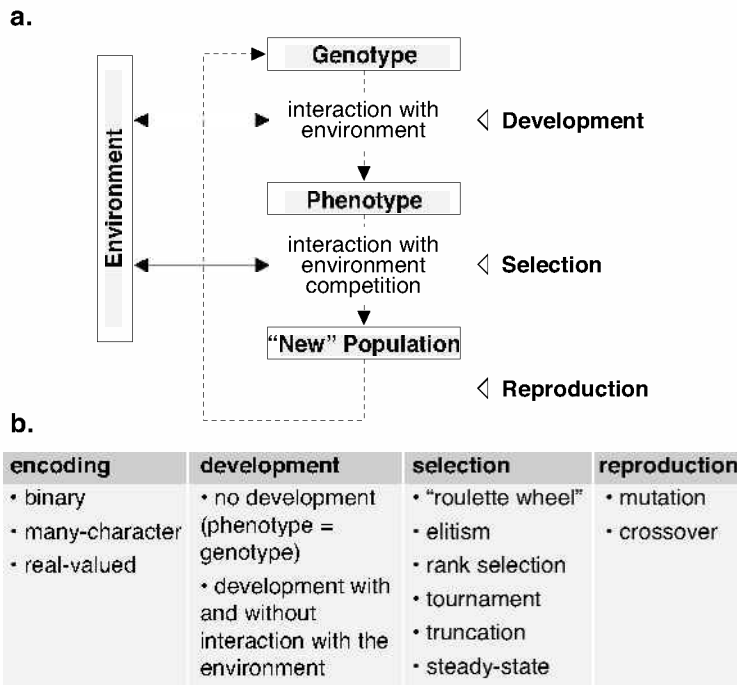 a.
Genotype
interaction with
environment
Development
Environment
Phenotype
interaction with
environment
competition
Selection
“New” Population
Reproduction
b.
encoding
• binary
• many-character
• real-valued
development
• no development
(phenotype =
genotype)
• development with
and without
interaction with the
environment
selection
• “roulette wheel”
• elitism
• rank selection
• tournament
• truncation
• steady-state
reproduction
• mutation
• crossover